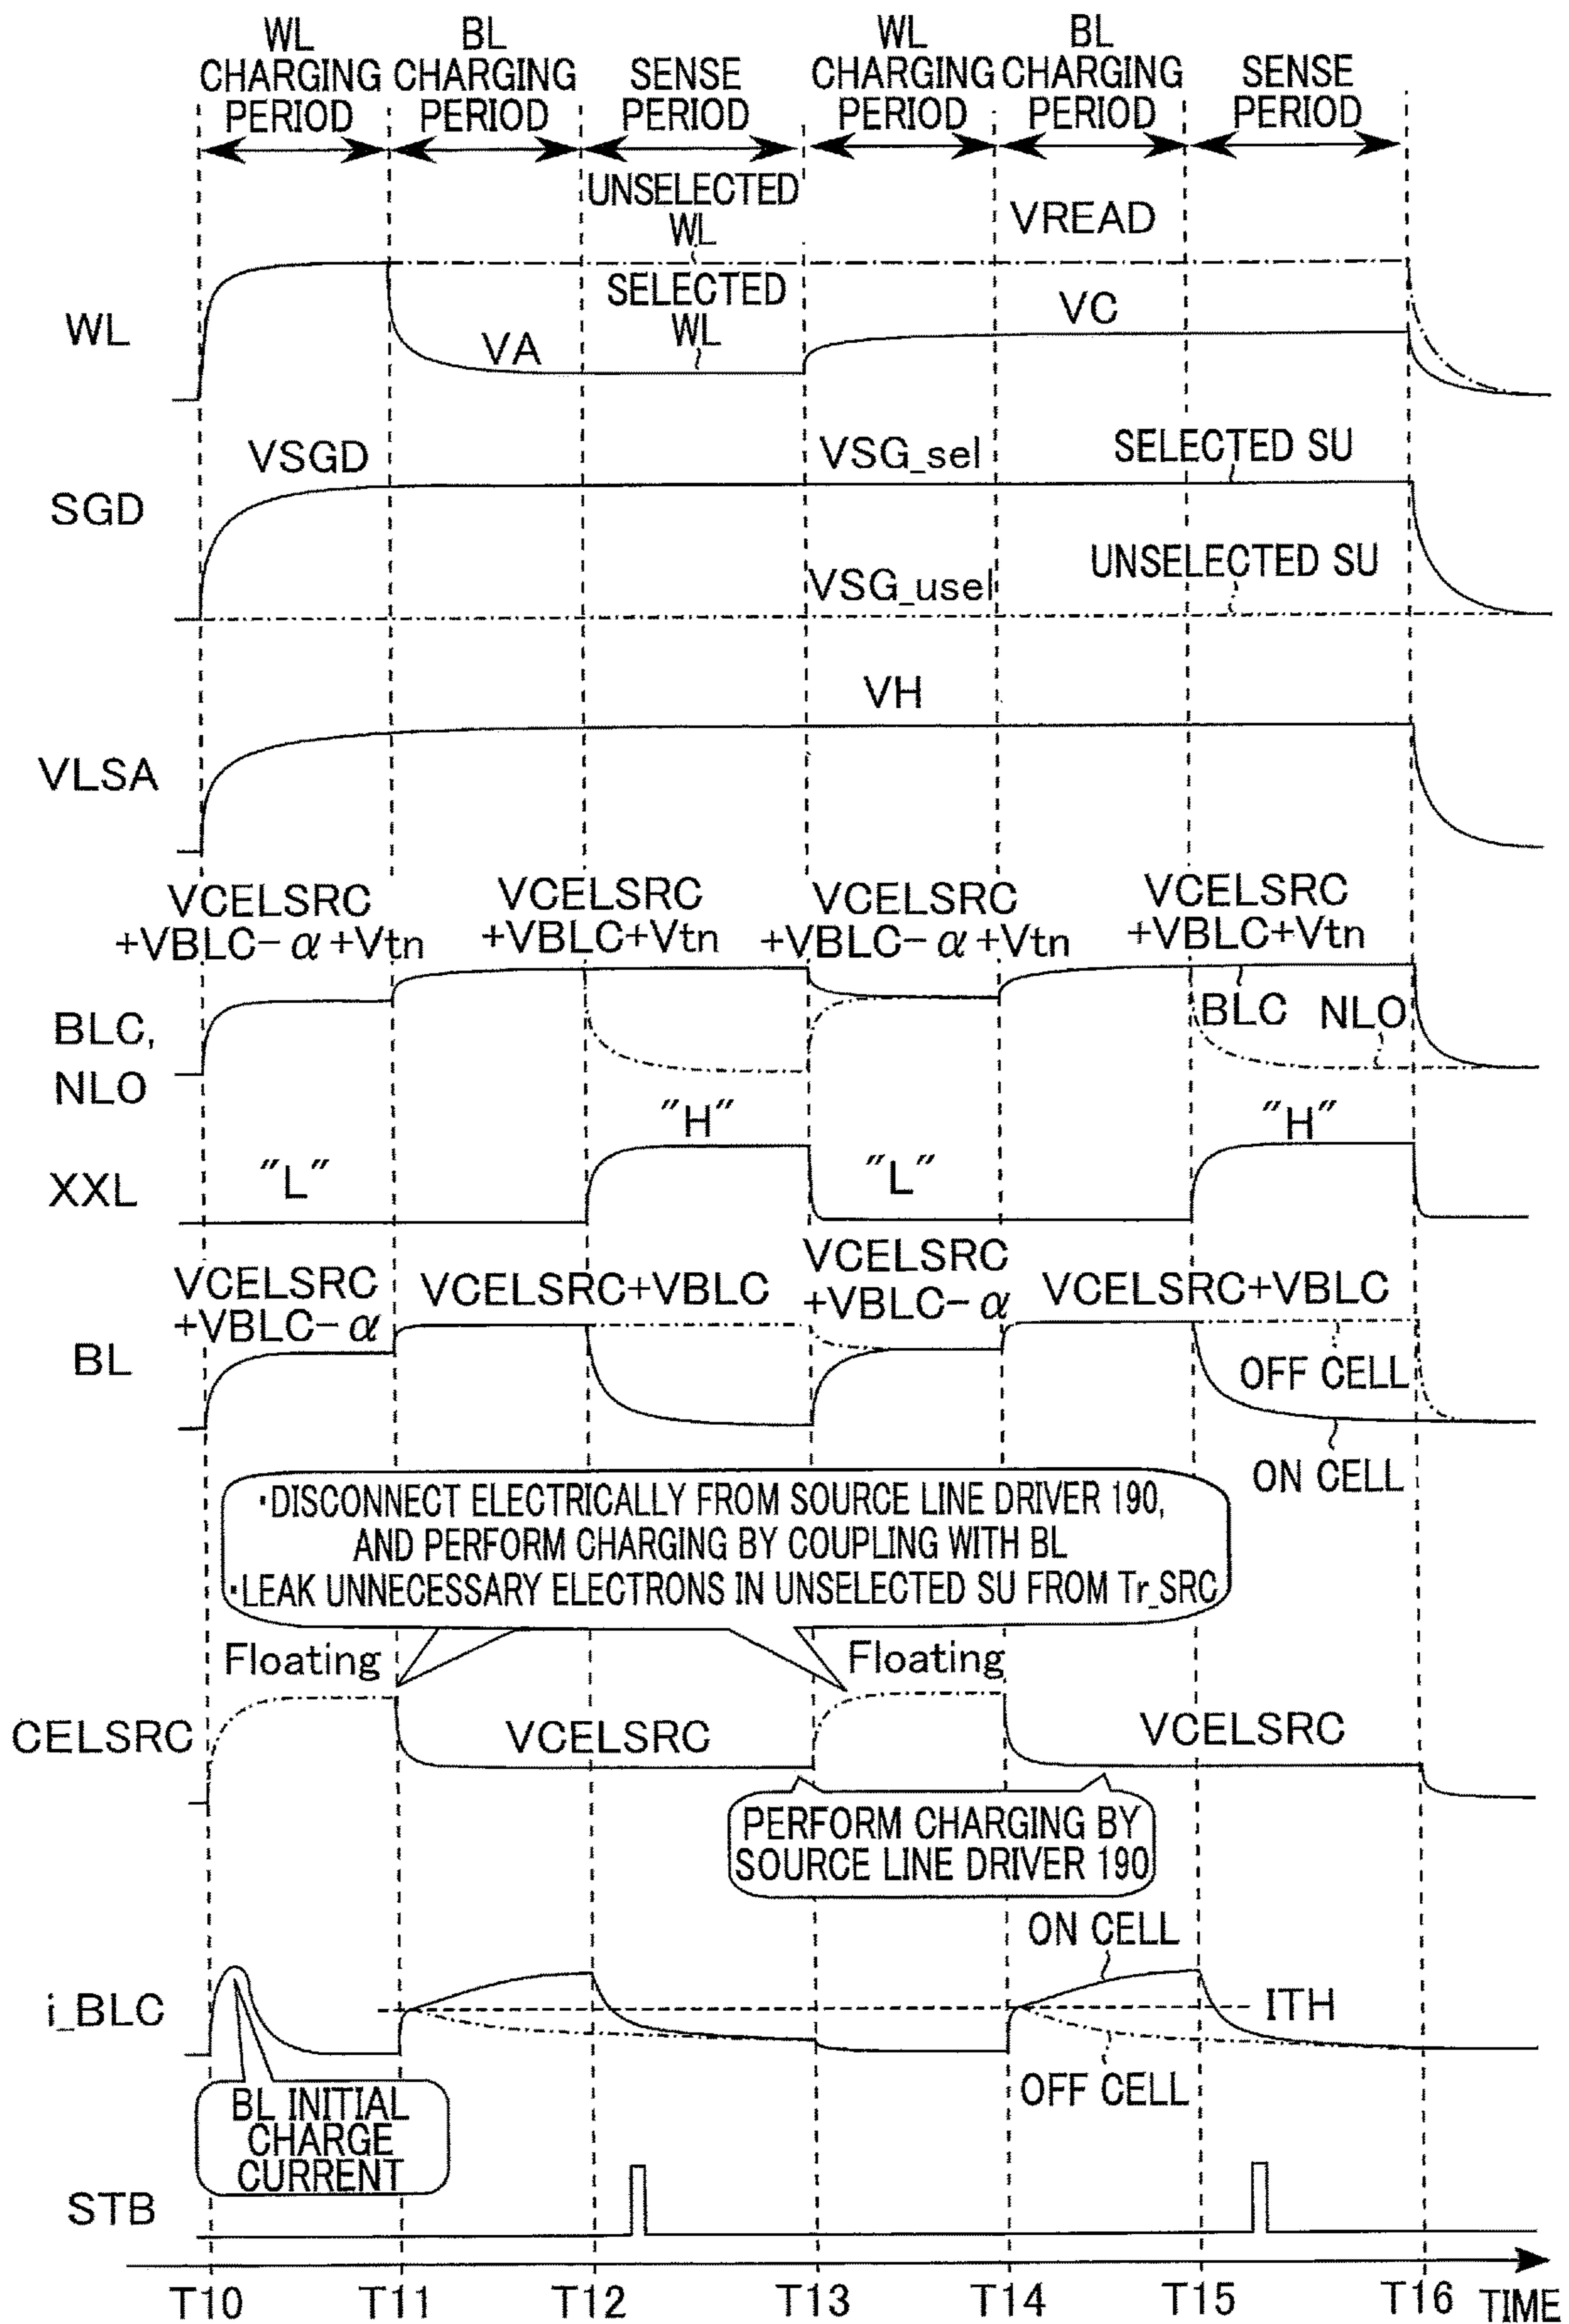 WL
CHARGING
PERIOD
BL
CHARGING
PERIOD
SENSE
PERIOD
WL
CHARGING
PERIOD
BL
CHARGING
PERIOD
SENSE
PERIOD
WL
UNSELECTED
WL
VREAD
SELECTED
WL
VA
VC
SGD
VSGD
VSG_sel
SELECTED SU
VSG_usel
UNSELECTED SU
VLSA
VH
BLC,
NLO
VCELSRC
+VBLC-α+Vtn
VCELSRC
+VBLC+Vtn
VCELSRC
+VBLC-α+Vtn
VCELSRC
+VBLC+Vtn
BLC
NLO
XXL
"L"
"H"
"L"
"H"
BL
VCELSRC
+VBLC-α
VCELSRC+VBLC
VCELSRC
+VBLC-α
VCELSRC+VBLC
OFF CELL
ON CELL
·DISCONNECT ELECTRICALLY FROM SOURCE LINE DRIVER 190,
AND PERFORM CHARGING BY COUPLING WITH BL
·LEAK UNNECESSARY ELECTRONS IN UNSELECTED SU FROM Tr_SRC
CELSRC
Floating
VCELSRC
Floating
VCELSRC
PERFORM CHARGING BY
SOURCE LINE DRIVER 190
i_BLC
ON CELL
ITH
OFF CELL
BL INITIAL
CHARGE
CURRENT
STB
T10 T11 T12 T13 T14 T15 T16 TIME